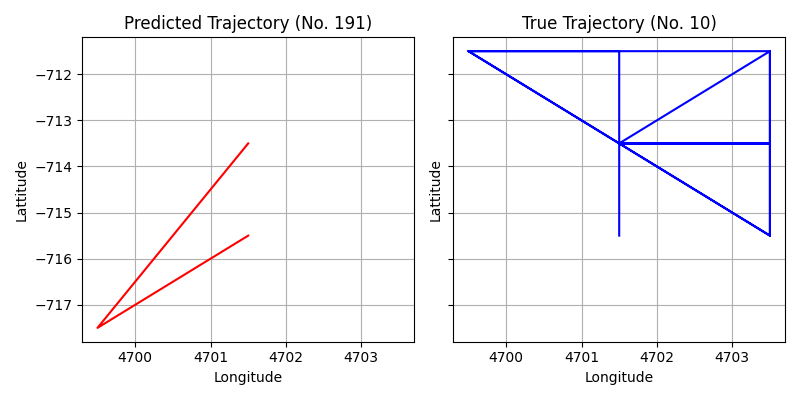 Predicted Trajectory (No. 191)
−712
−713
−714
−715
−716
−717
Lattitude
4700 4701 4702 4703
Longitude
True Trajectory (No. 10)
Lattitude
4700 4701 4702 4703
Longitude